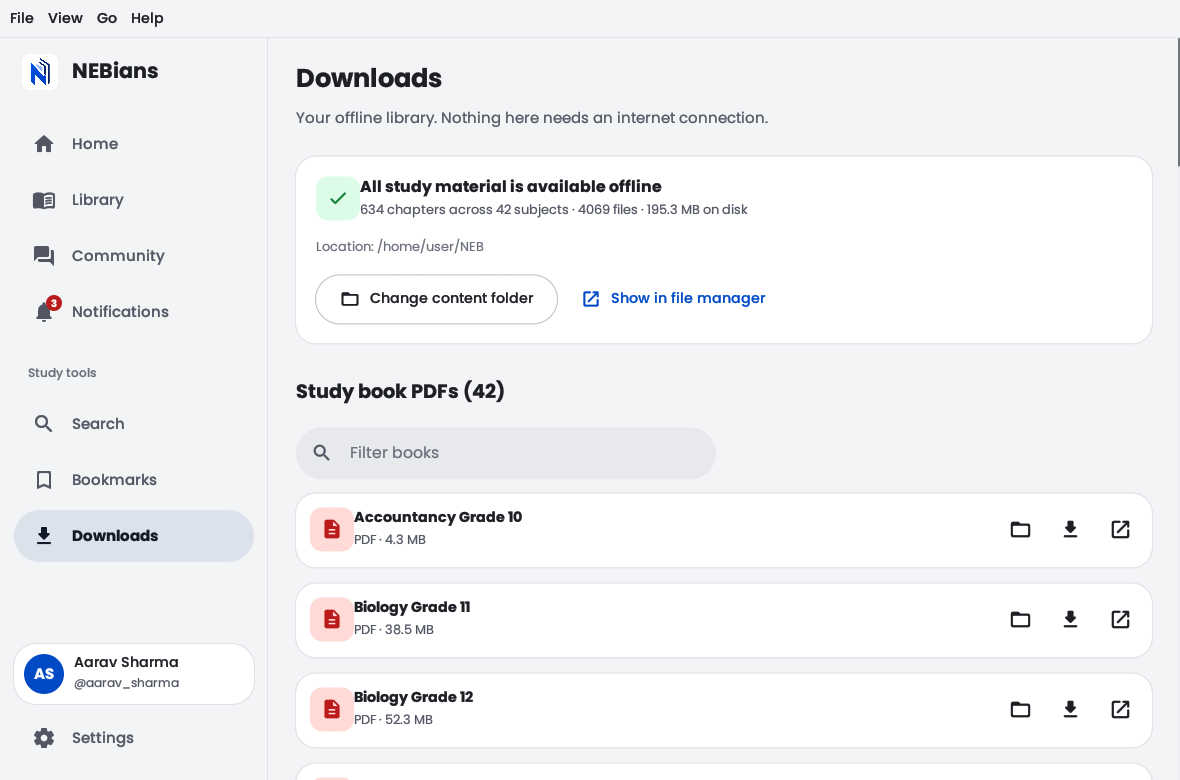 File View Go Help
NEBians
Home
Library
Community
3
Notifications
Study tools
Search
Bookmarks
Downloads
AS
Aarav Sharma
@aarav_sharma
Settings
Downloads
Your offline library. Nothing here needs an internet connection.
All study material is available offline
634 chapters across 42 subjects · 4069 files · 195.3 MB on disk
Location: /home/user/NEB
Change content folder
Show in file manager
Study book PDFs (42)
Filter books
Accountancy Grade 10
PDF · 4.3 MB
Biology Grade 11
PDF · 38.5 MB
Biology Grade 12
PDF · 52.3 MB